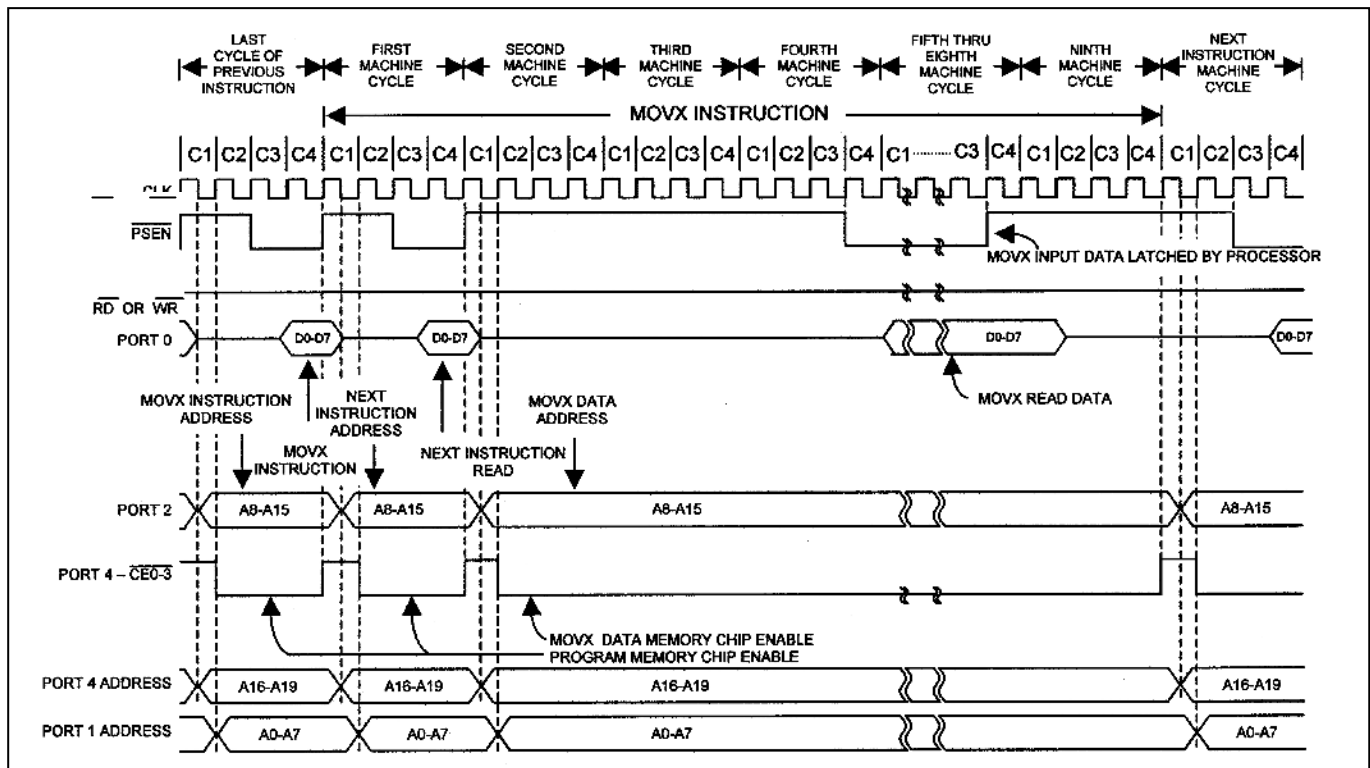 LAST CYCLE OF PREVIOUS INSTRUCTION
FIRST MACHINE CYCLE
SECOND MACHINE CYCLE
THIRD MACHINE CYCLE
FOURTH MACHINE CYCLE
FIFTH THRU EIGHTH MACHINE CYCLE
NINTH MACHINE CYCLE
NEXT INSTRUCTION MACHINE CYCLE
MOVX INSTRUCTION
C1 C2 C3 C4 C1 C2 C3 C4 C1 C2 C3 C4 C1 C2 C3 C4 C1 C2 C3 C4 C1 ........ C3 C4 C1 C2 C3 C4 C1 C2 C3 C4
CLK
PSEN
MOVX INPUT DATA LATCHED BY PROCESSOR
RD OR WR
PORT 0 D0-D7 D0-D7 D0-D7 D0-D7
MOVX INSTRUCTION ADDRESS
NEXT INSTRUCTION ADDRESS
MOVX DATA ADDRESS
MOVX READ DATA
MOVX INSTRUCTION
NEXT INSTRUCTION READ
PORT 2 A8-A15 A8-A15 A8-A15 A8-A15
PORT 4 – CE0-3
MOVX DATA MEMORY CHIP ENABLE
PROGRAM MEMORY CHIP ENABLE
PORT 4 ADDRESS A16-A19 A16-A19 A16-A19 A16-A19
PORT 1 ADDRESS A0-A7 A0-A7 A0-A7 A0-A7